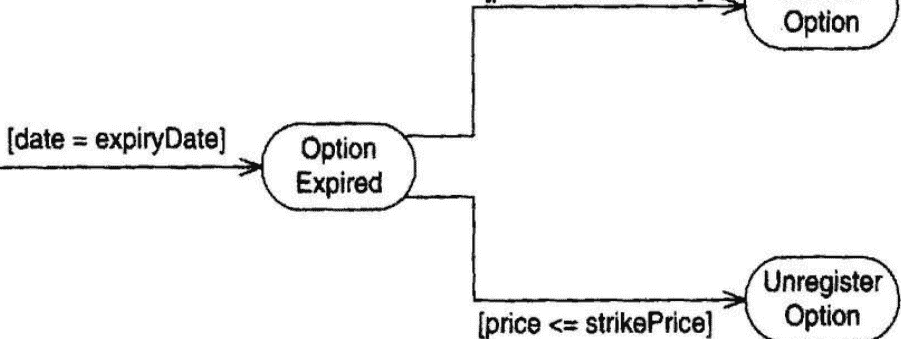 Option
[date = expiryDate]
Option
Expired
Unregister
Option
[price <= strikePrice]